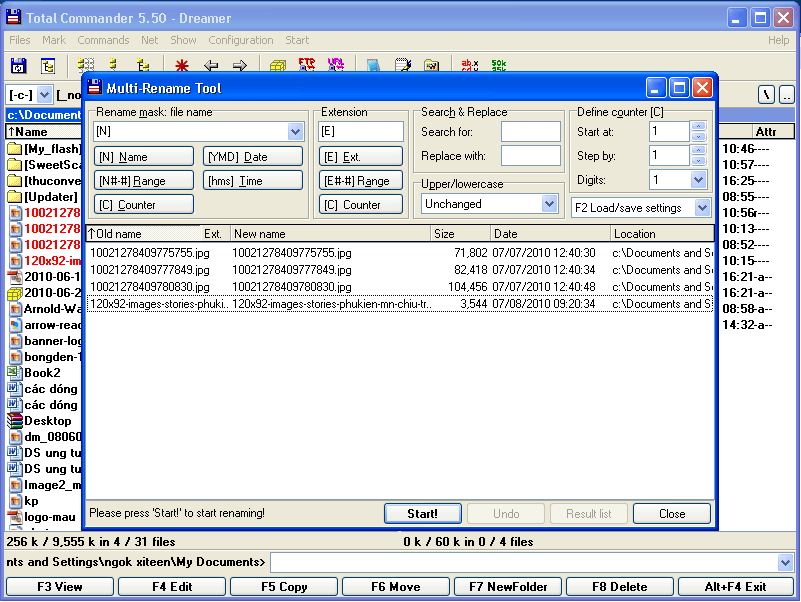 Total Commander 5.50 - Dreamer
Files Mark Commands Net Show Configuration Start Help
FTP URL
[-c-] [_no \ ..
c:\Document
↑Name Attr
Multi-Rename Tool
Rename mask: file name
[N]
[N] Name [YMD] Date
[N#-#] Range [hms] Time
[C] Counter
Extension
[E]
[E] Ext.
[E#-#] Range
[C] Counter
Search & Replace
Search for:
Replace with:
Upper/lowercase
Unchanged
Define counter [C]
Start at: 1
Step by: 1
Digits: 1
F2 Load/save settings
↑Old name Ext. New name Size Date Location
10021278409775755.jpg 10021278409775755.jpg 71,802 07/07/2010 12:40:30 c:\Documents and S
10021278409777849.jpg 10021278409777849.jpg 82,418 07/07/2010 12:40:34 c:\Documents and S
10021278409780830.jpg 10021278409780830.jpg 104,456 07/07/2010 12:40:48 c:\Documents and S
120x92-images-stories-phuki.. 120x92-images-stories-phukien-mn-chiu-tr.. 3,544 07/08/2010 09:20:34 c:\Documents and S
Please press 'Start!' to start renaming!
Start! Undo Result list Close
[My_flash] 10:46 ----
[SweetSca 10:57 ----
[thuconve 16:25 ----
[Updater] 08:55 ----
10021278 10:56 r---
10021278 10:13 ----
10021278 08:52 ----
120x92-im 10:15 ----
2010-06-1 16:21 -a--
2010-06-2 16:21 -a--
Arnold-Wa 08:58 -a--
arrow-read 14:32 -a--
banner-log
bongden-1
Book2
các dóng
các dóng
Desktop
dm_08060
DS ung tu
DS ung tu
Image2_m
kp
logo-mau
256 k / 9,555 k in 4 / 31 files 0 k / 60 k in 0 / 4 files
nts and Settings\ngok xiteen\My Documents>
F3 View F4 Edit F5 Copy F6 Move F7 NewFolder F8 Delete Alt+F4 Exit